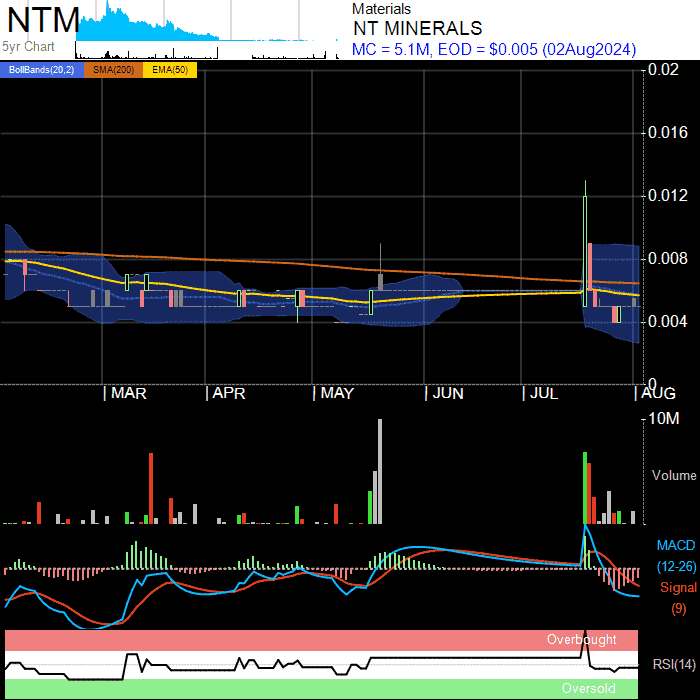 NTM
5yr Chart
Materials
NT MINERALS
MC = 5.1M, EOD = $0.005 (02Aug2024)
BollBands(20,2) SMA(200) EMA(50)
0.02
0.016
0.012
0.008
0.004
0
MAR APR MAY JUN JUL AUG
10M
Volume
MACD
(12-26)
Signal
(9)
Overbought
RSI(14)
Oversold